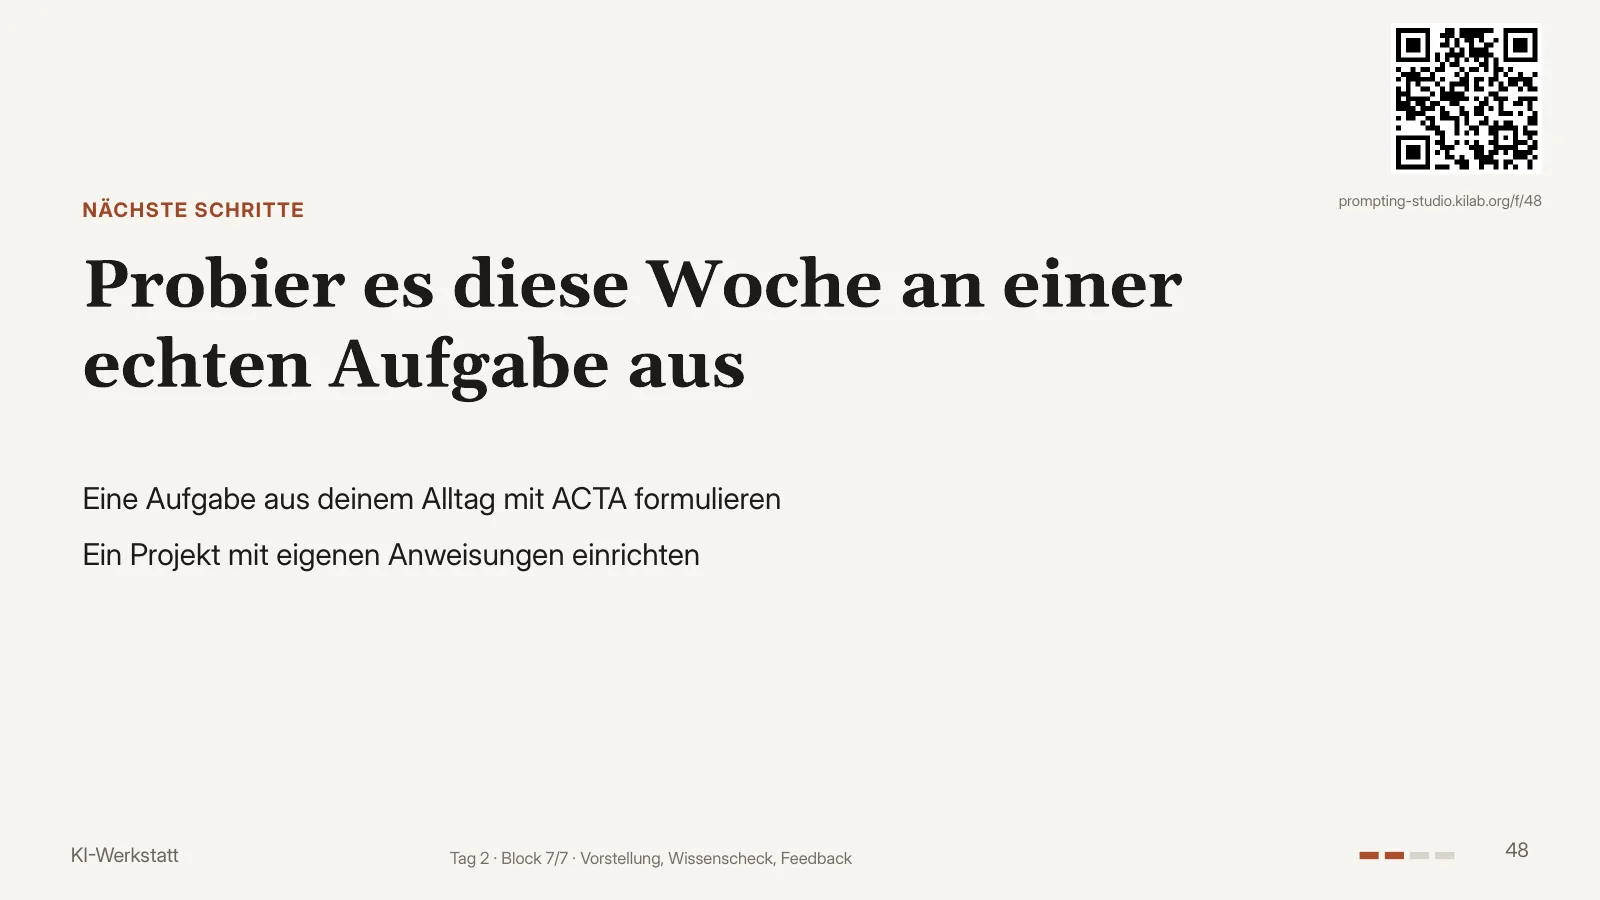 prompting-studio.kilab.org/f/48
NÄCHSTE SCHRITTE
Probier es diese Woche an einer
echten Aufgabe aus
Eine Aufgabe aus deinem Alltag mit ACTA formulieren
Ein Projekt mit eigenen Anweisungen einrichten
KI-Werkstatt
Tag 2 · Block 7/7 · Vorstellung, Wissenscheck, Feedback
48